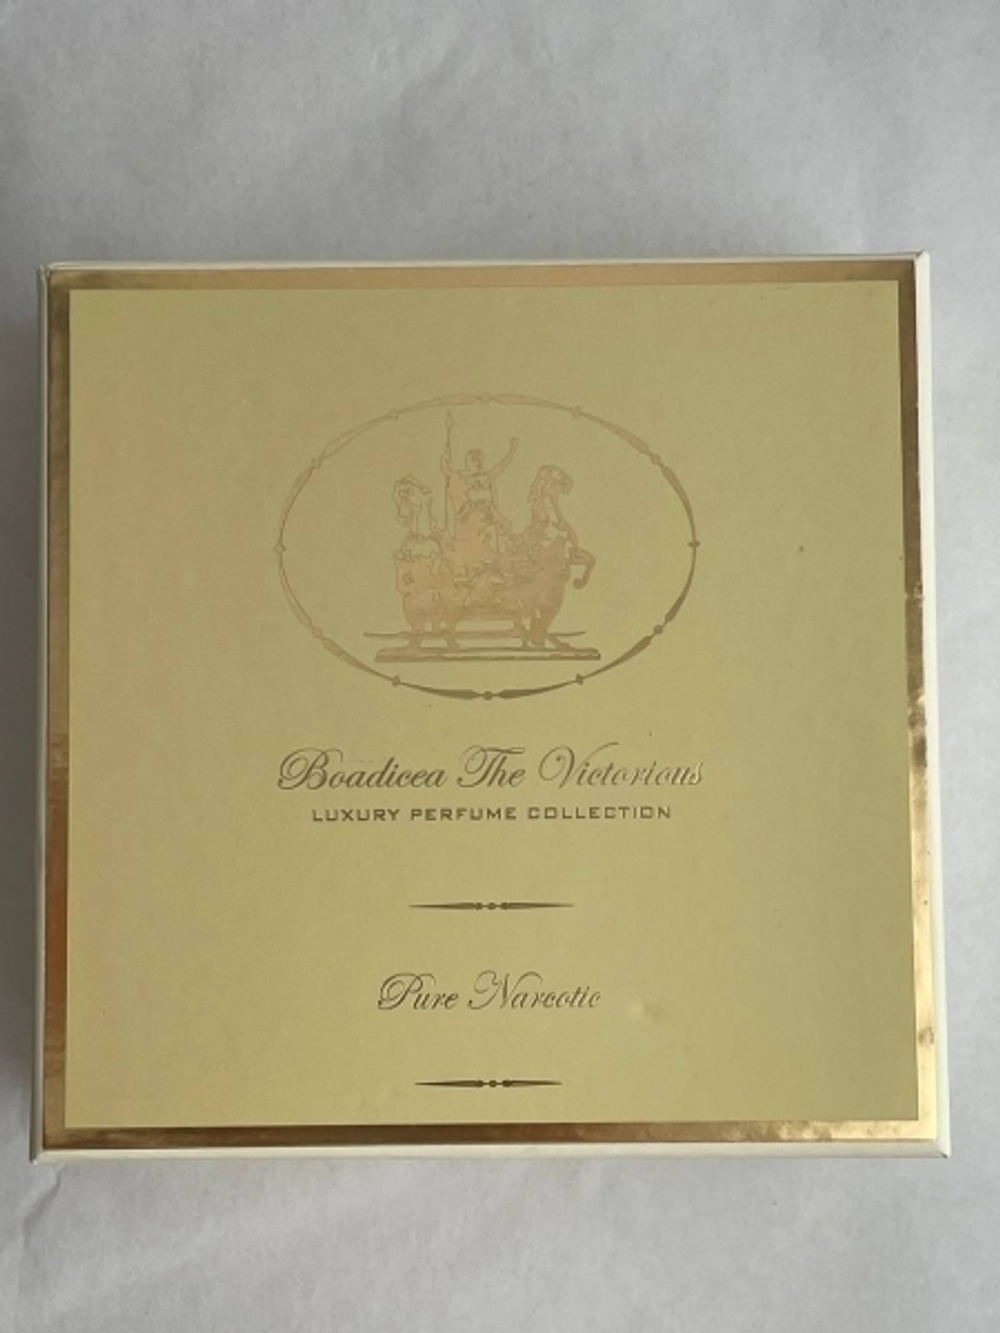 Boadicea The Victorious
LUXURY PERFUME COLLECTION
Pure Narcotic